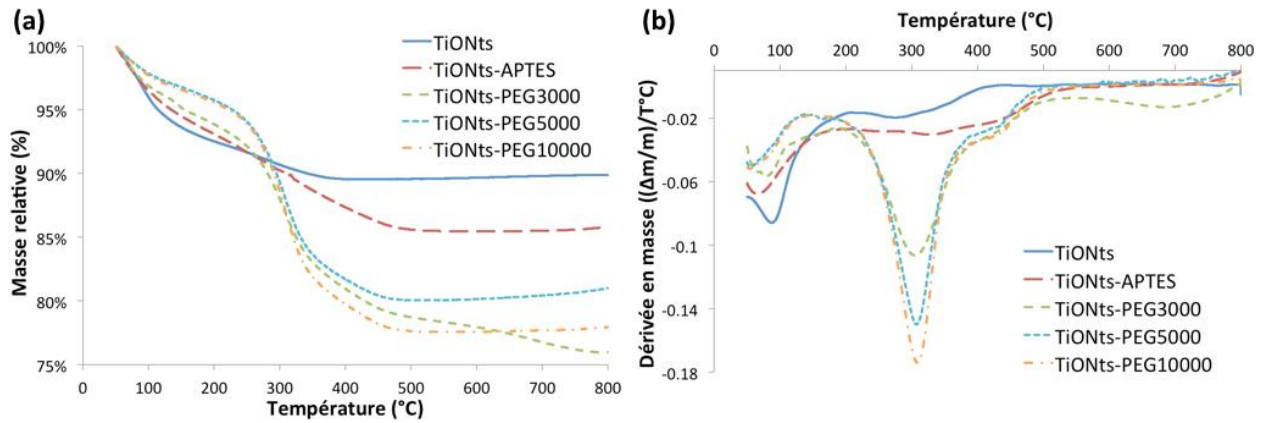 (a)
100%
95%
90%
85%
80%
75%
Masse relative (%)
0 100 200 300 400 500 600 700 800
Température (°C)
TiONts
TiONts-APTES
TiONts-PEG3000
TiONts-PEG5000
TiONts-PEG10000
(b)
Température (°C)
0 100 200 300 400 500 600 700 800
-0.02
-0.06
-0.1
-0.14
-0.18
Dérivée en masse ((Δm/m)/T°C)
TiONts
TiONts-APTES
TiONts-PEG3000
TiONts-PEG5000
TiONts-PEG10000